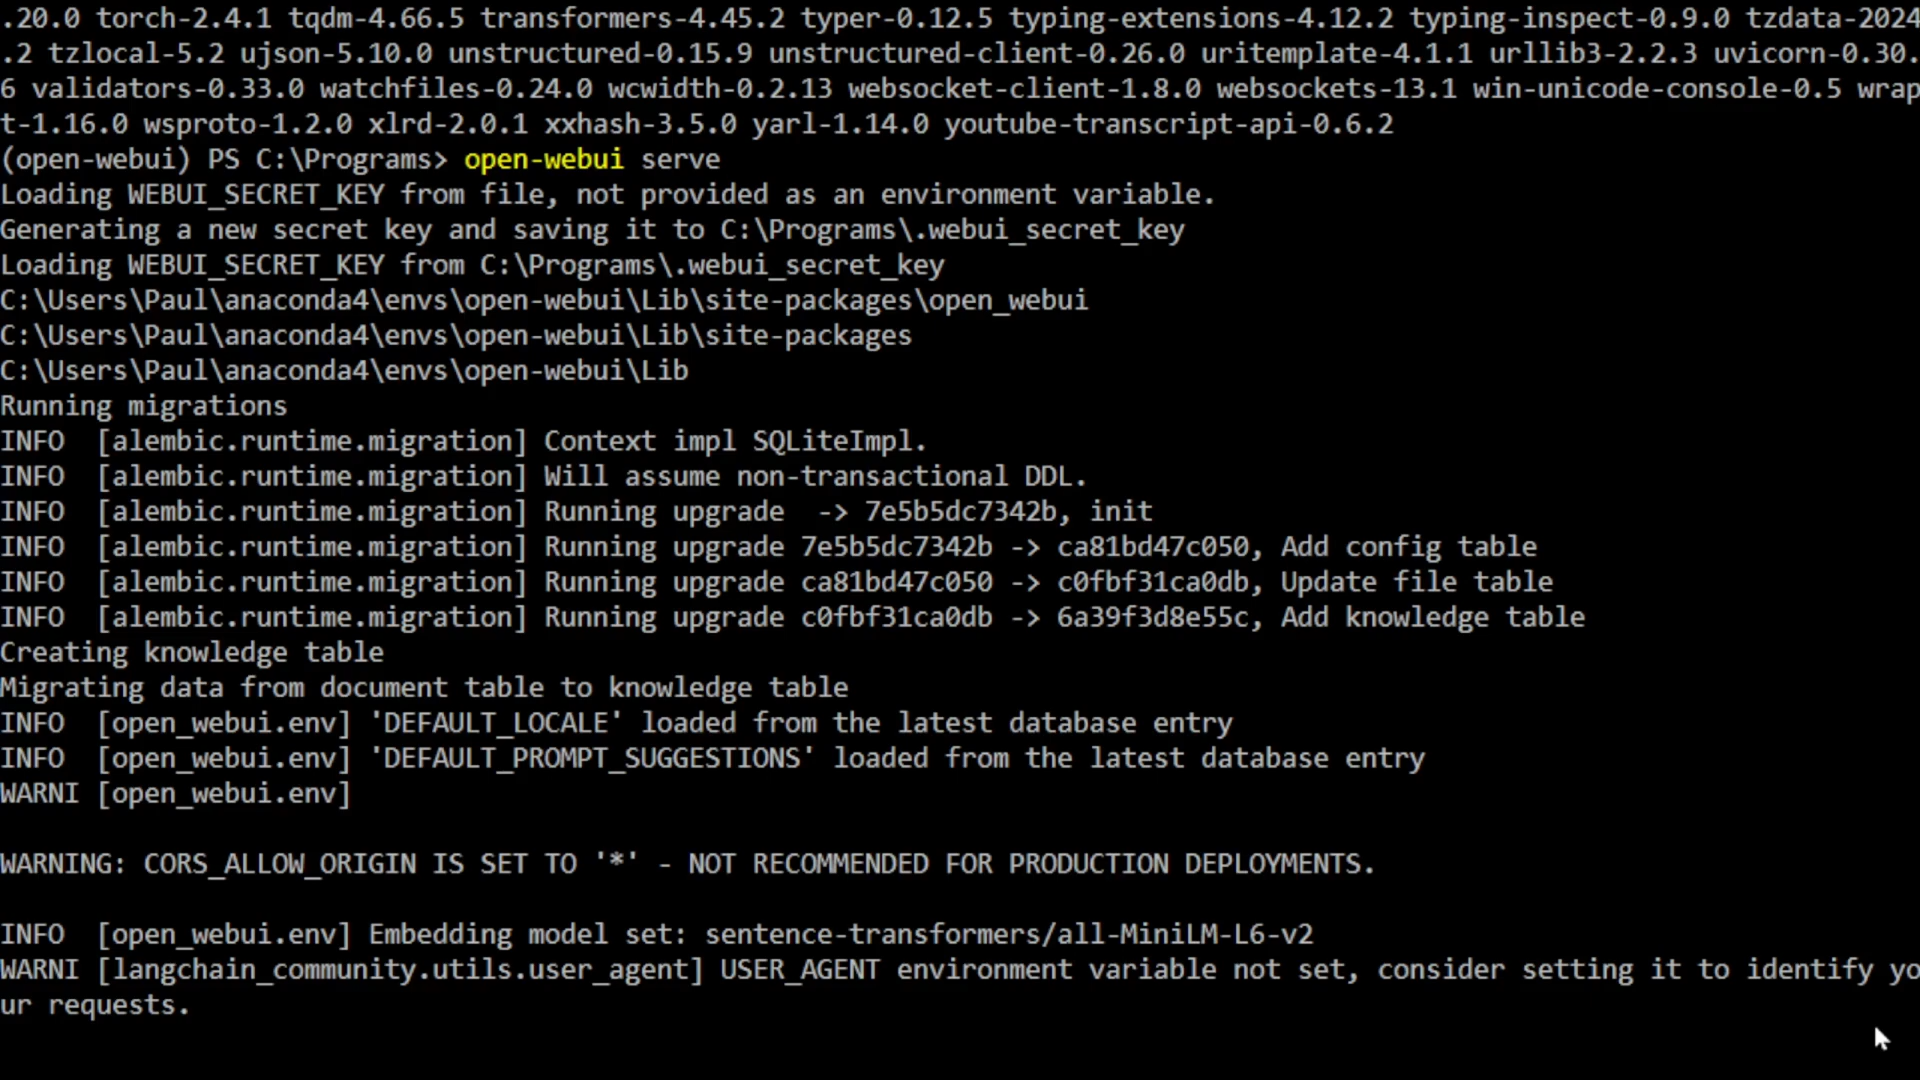 .20.0 torch-2.4.1 tqdm-4.66.5 transformers-4.45.2 typer-0.12.5 typing-extensions-4.12.2 typing-inspect-0.9.0 tzdata-2024
.2 tzlocal-5.2 ujson-5.10.0 unstructured-0.15.9 unstructured-client-0.26.0 uritemplate-4.1.1 urllib3-2.2.3 uvicorn-0.30.
6 validators-0.33.0 watchfiles-0.24.0 wcwidth-0.2.13 websocket-client-1.8.0 websockets-13.1 win-unicode-console-0.5 wrap
t-1.16.0 wsproto-1.2.0 xlrd-2.0.1 xxhash-3.5.0 yarl-1.14.0 youtube-transcript-api-0.6.2
(open-webui) PS C:\Programs> open-webui serve
Loading WEBUI_SECRET_KEY from file, not provided as an environment variable.
Generating a new secret key and saving it to C:\Programs\.webui_secret_key
Loading WEBUI_SECRET_KEY from C:\Programs\.webui_secret_key
C:\Users\Paul\anaconda4\envs\open-webui\Lib\site-packages\open_webui
C:\Users\Paul\anaconda4\envs\open-webui\Lib\site-packages
C:\Users\Paul\anaconda4\envs\open-webui\Lib
Running migrations
INFO  [alembic.runtime.migration] Context impl SQLiteImpl.
INFO  [alembic.runtime.migration] Will assume non-transactional DDL.
INFO  [alembic.runtime.migration] Running upgrade  -> 7e5b5dc7342b, init
INFO  [alembic.runtime.migration] Running upgrade 7e5b5dc7342b -> ca81bd47c050, Add config table
INFO  [alembic.runtime.migration] Running upgrade ca81bd47c050 -> c0fbf31ca0db, Update file table
INFO  [alembic.runtime.migration] Running upgrade c0fbf31ca0db -> 6a39f3d8e55c, Add knowledge table
Creating knowledge table
Migrating data from document table to knowledge table
INFO  [open_webui.env] 'DEFAULT_LOCALE' loaded from the latest database entry
INFO  [open_webui.env] 'DEFAULT_PROMPT_SUGGESTIONS' loaded from the latest database entry
WARNI [open_webui.env]
WARNING: CORS_ALLOW_ORIGIN IS SET TO '*' - NOT RECOMMENDED FOR PRODUCTION DEPLOYMENTS.
INFO  [open_webui.env] Embedding model set: sentence-transformers/all-MiniLM-L6-v2
WARNI [langchain_community.utils.user_agent] USER_AGENT environment variable not set, consider setting it to identify yo
ur requests.